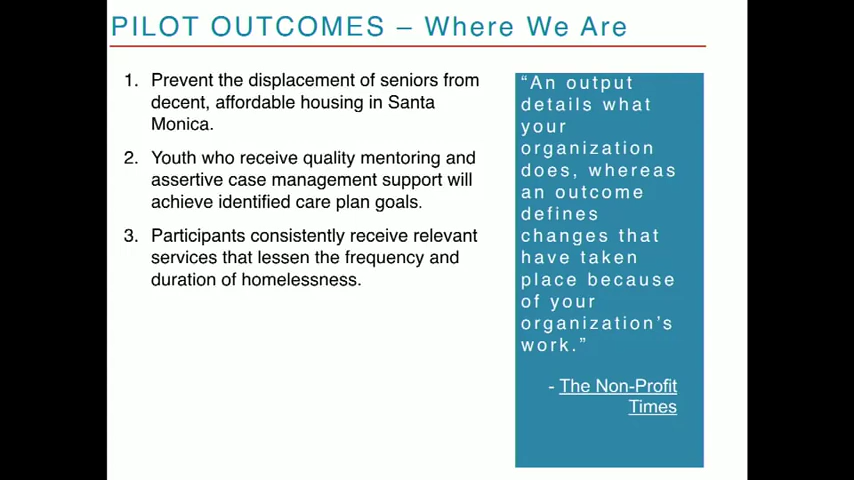 PILOT OUTCOMES – Where We Are
1. Prevent the displacement of seniors from
decent, affordable housing in Santa
Monica.
2. Youth who receive quality mentoring and
assertive case management support will
achieve identified care plan goals.
3. Participants consistently receive relevant
services that lessen the frequency and
duration of homelessness.
“An output
details what
your
organization
does, whereas
an outcome
defines
changes that
have taken
place because
of your
organization’s
work.”
- The Non-Profit
Times